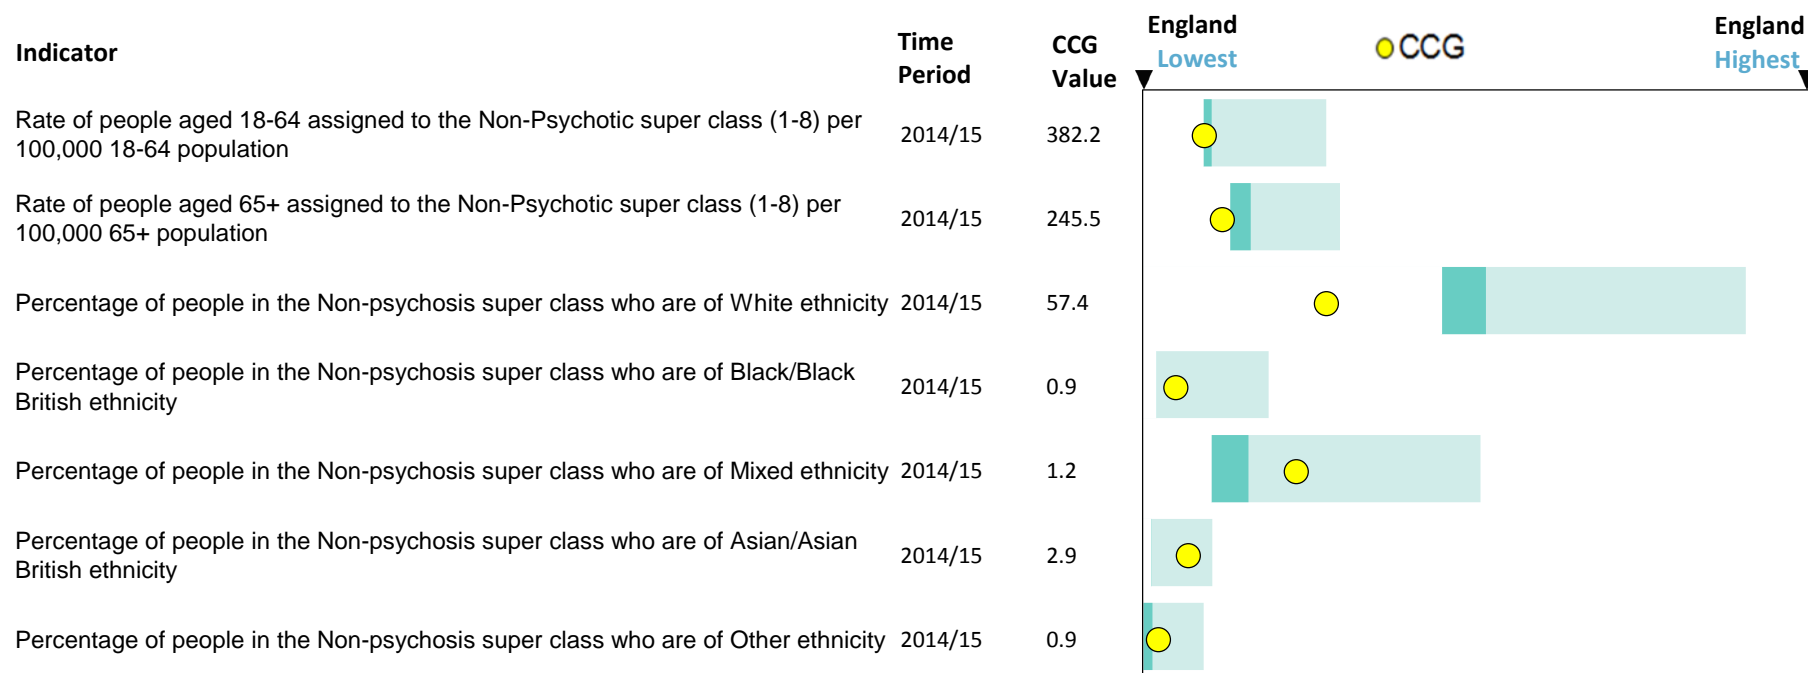 Indicator
Time
Period
CCG
Value
England
Lowest
CCG
England
Highest
Rate of people aged 18-64 assigned to the Non-Psychotic super class (1-8) per
100,000 18-64 population
2014/15
382.2
Rate of people aged 65+ assigned to the Non-Psychotic super class (1-8) per
100,000 65+ population
2014/15
245.5
Percentage of people in the Non-psychosis super class who are of White ethnicity
2014/15
57.4
Percentage of people in the Non-psychosis super class who are of Black/Black
British ethnicity
2014/15
0.9
Percentage of people in the Non-psychosis super class who are of Mixed ethnicity
2014/15
1.2
Percentage of people in the Non-psychosis super class who are of Asian/Asian
British ethnicity
2014/15
2.9
Percentage of people in the Non-psychosis super class who are of Other ethnicity
2014/15
0.9